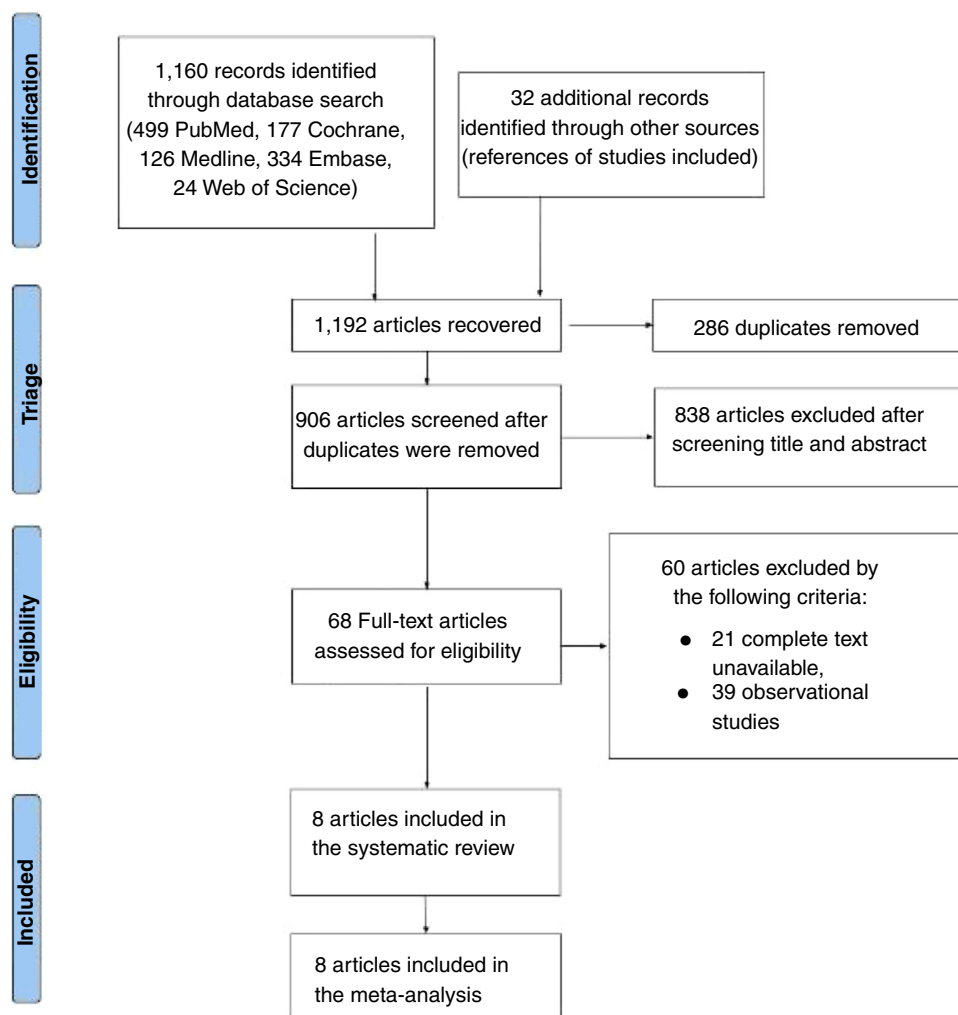 Identification
1,160 records identified
through database search
(499 PubMed, 177 Cochrane,
126 Medline, 334 Embase,
24 Web of Science)
32 additional records
identified through other sources
(references of studies included)
Triage
1,192 articles recovered
286 duplicates removed
906 articles screened after
duplicates were removed
838 articles excluded after
screening title and abstract
Eligibility
68 Full-text articles
assessed for eligibility
60 articles excluded by
the following criteria:
● 21 complete text
unavailable,
● 39 observational
studies
Included
8 articles included in
the systematic review
8 articles included in
the meta-analysis